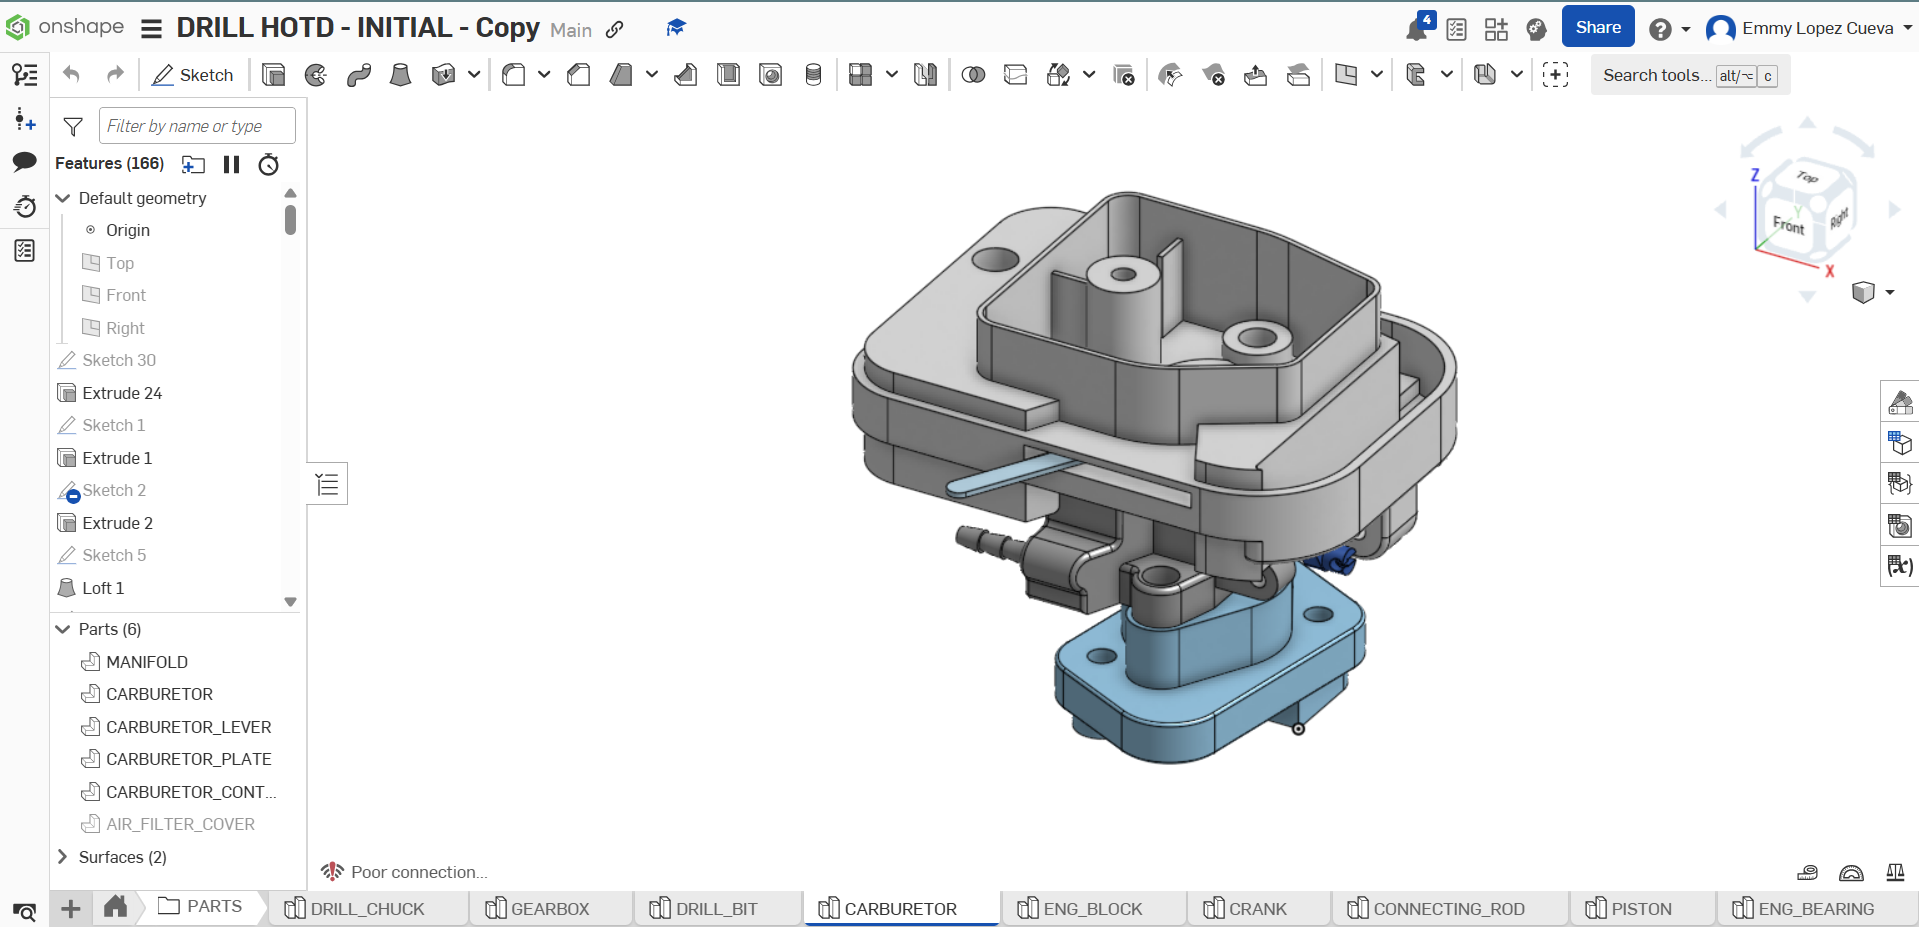 onshape DRILL HOTD - INITIAL - Copy Main 4 Share Emmy Lopez Cueva
Sketch Search tools... alt/⌥ c
Filter by name or type
Features (166)
Default geometry
Origin
Top
Front
Right
Sketch 30
Extrude 24
Sketch 1
Extrude 1
Sketch 2
Extrude 2
Sketch 5
Loft 1
Parts (6)
MANIFOLD
CARBURETOR
CARBURETOR_LEVER
CARBURETOR_PLATE
CARBURETOR_CONT...
AIR_FILTER_COVER
Surfaces (2)
Z
Top
Y
Front
Right
X
(x)
Poor connection...
PARTS DRILL_CHUCK GEARBOX DRILL_BIT CARBURETOR ENG_BLOCK CRANK CONNECTING_ROD PISTON ENG_BEARING